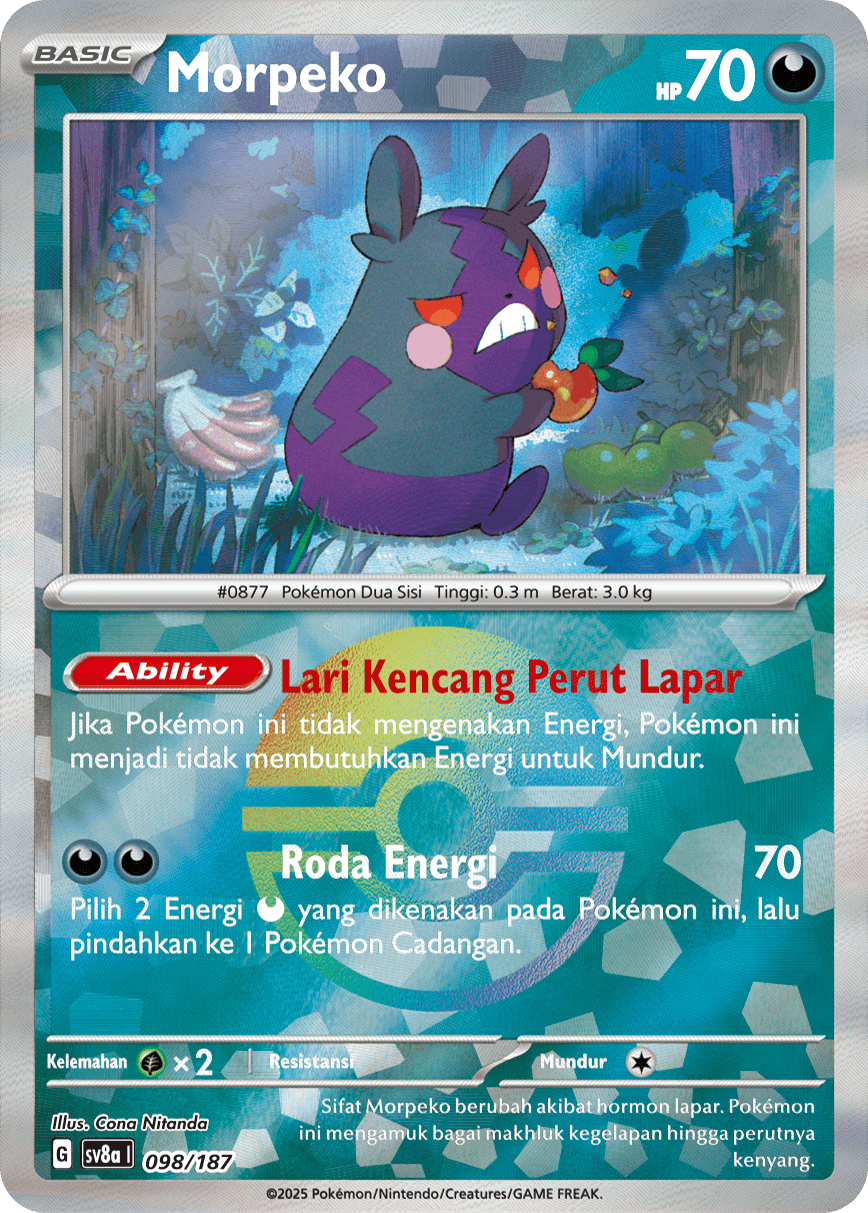 BASIC
Morpeko
HP 70
#0877 Pokémon Dua Sisi Tinggi: 0.3 m Berat: 3.0 kg
Ability Lari Kencang Perut Lapar
Jika Pokémon ini tidak mengenakan Energi, Pokémon ini
menjadi tidak membutuhkan Energi untuk Mundur.
Roda Energi 70
Pilih 2 Energi yang dikenakan pada Pokémon ini, lalu
pindahkan ke 1 Pokémon Cadangan.
Kelemahan ×2 Resistansi Mundur
Sifat Morpeko berubah akibat hormon lapar. Pokémon
ini mengamuk bagai makhluk kegelapan hingga perutnya
kenyang.
Illus. Cona Nitanda
G sv8a I 098/187
©2025 Pokémon/Nintendo/Creatures/GAME FREAK.